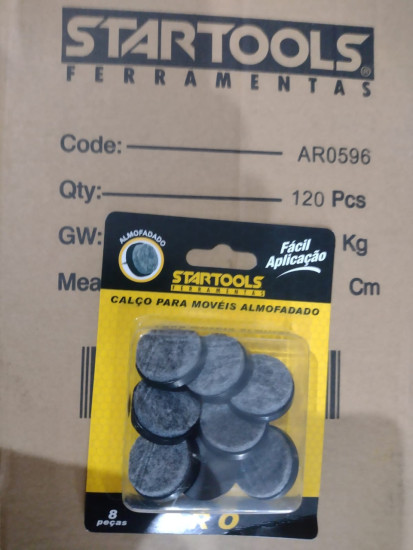 STARTOOLS®
FERRAMENTAS
Code: AR0596
Qty: 120 Pcs
GW: Kg
Mea Cm
ALMOFADADO
Fácil
Aplicação
STARTOOLS
FERRAMENTAS
CALÇO PARA MOVÉIS ALMOFADADO
8
peças
R O